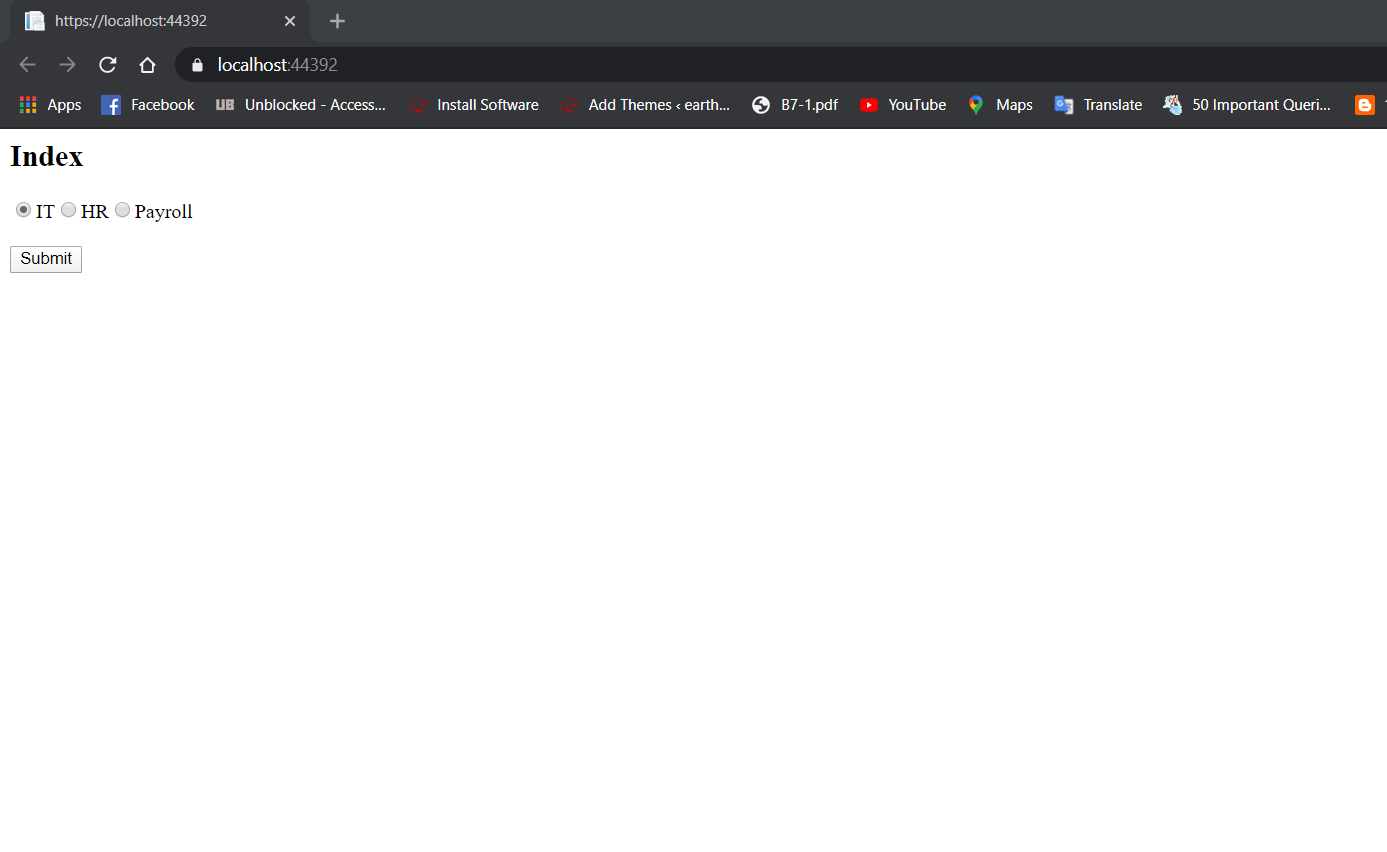 https://localhost:44392
localhost:44392
Apps Facebook UB Unblocked - Access... Install Software Add Themes ‹ earth... B7-1.pdf YouTube Maps Translate 50 Important Queri...
Index
IT HR Payroll
Submit